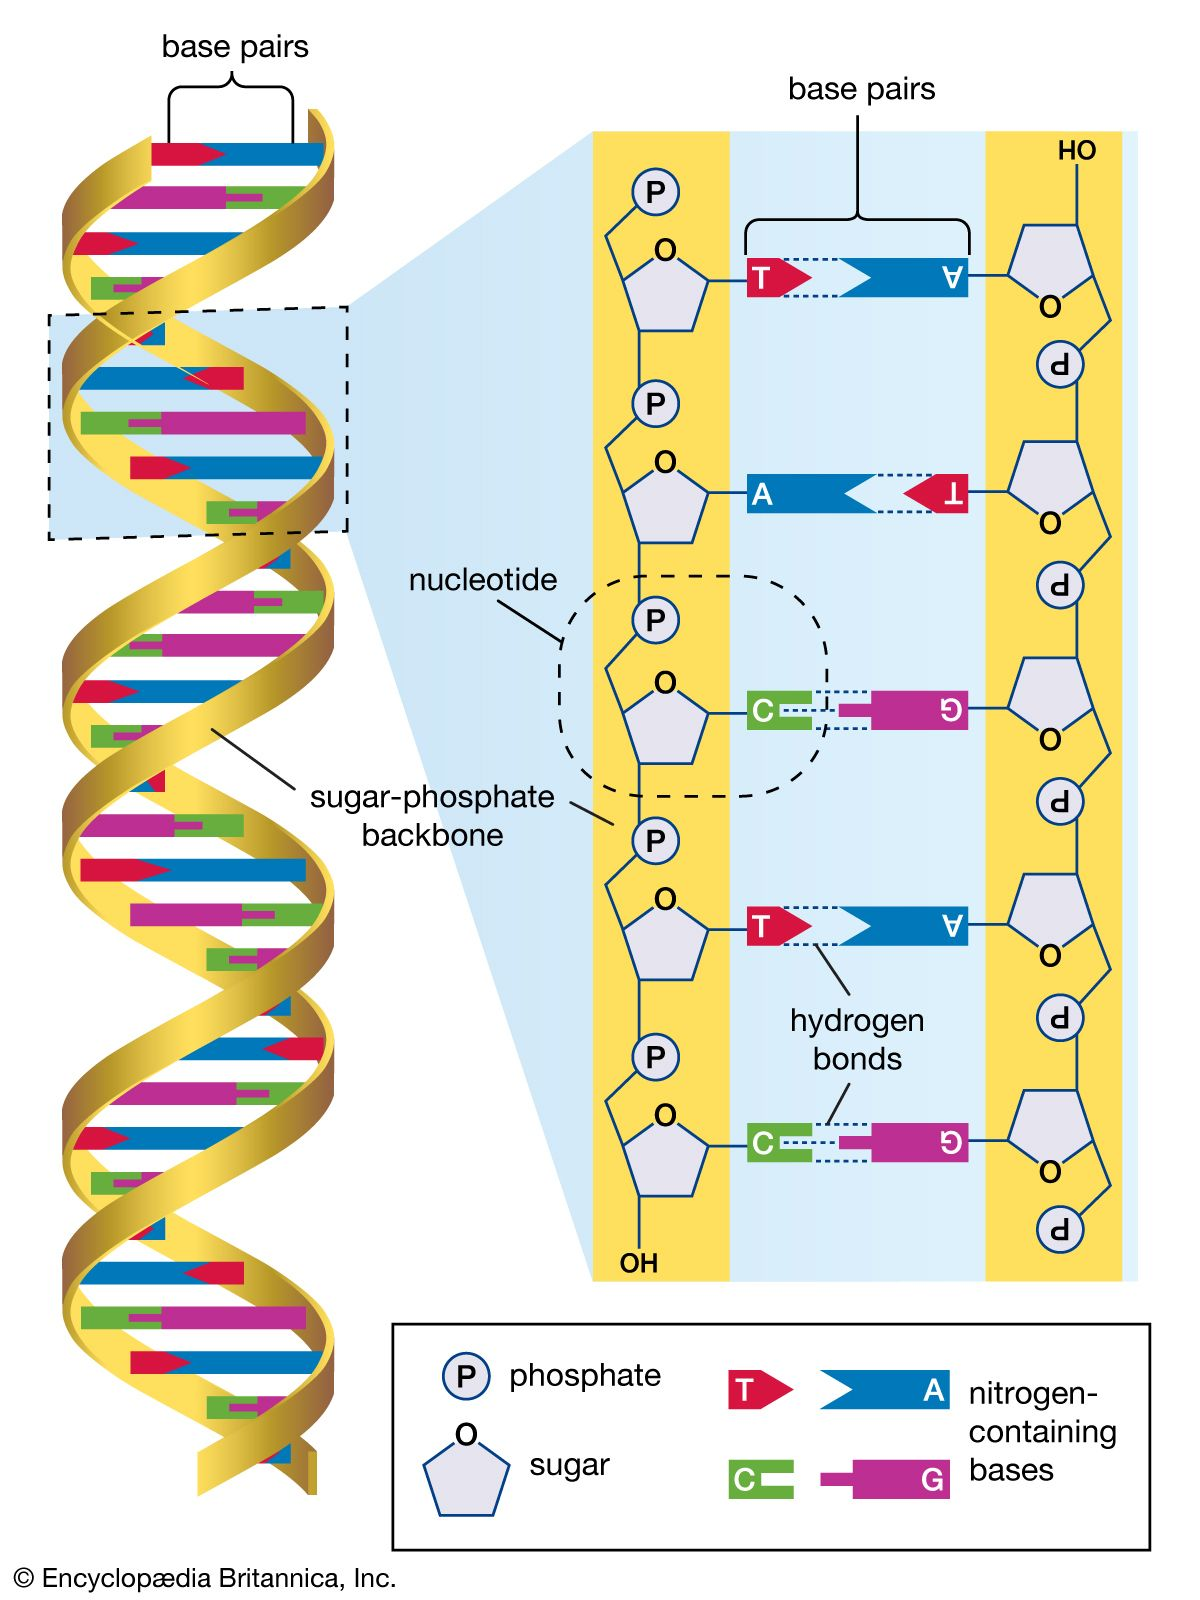 base pairs
base pairs
HO
P
O
T A
O
P
P
O
A T
O
P
nucleotide
P
O
C G
O
P
sugar-phosphate
backbone
P
O
T A
O
P
hydrogen
bonds
P
O
C G
O
P
OH
P phosphate
O
sugar
T A
C G
nitrogen-
containing
bases
© Encyclopædia Britannica, Inc.